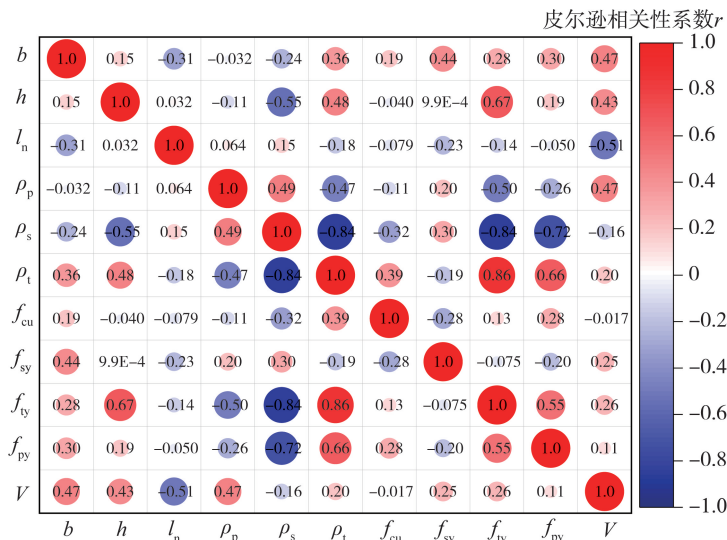 皮尔逊相关性系数r
b 1.0 0.15 −0.31 −0.032 −0.24 0.36 0.19 0.44 0.28 0.30 0.47
h 0.15 1.0 0.032 −0.11 −0.55 0.48 −0.040 9.9E−4 0.67 0.19 0.43
lₙ −0.31 0.032 1.0 0.064 0.15 −0.18 −0.079 −0.23 −0.14 −0.050 −0.51
ρp −0.032 −0.11 0.064 1.0 0.49 −0.47 −0.11 0.20 −0.50 −0.26 0.47
ρs −0.24 −0.55 0.15 0.49 1.0 −0.84 −0.32 0.30 −0.84 −0.72 −0.16
ρt 0.36 0.48 −0.18 −0.47 −0.84 1.0 0.39 −0.19 0.86 0.66 0.20
fcu 0.19 −0.040 −0.079 −0.11 −0.32 0.39 1.0 −0.28 0.13 0.28 −0.017
fsy 0.44 9.9E−4 −0.23 0.20 0.30 −0.19 −0.28 1.0 −0.075 −0.20 0.25
fty 0.28 0.67 −0.14 −0.50 −0.84 0.86 0.13 −0.075 1.0 0.55 0.26
fpy 0.30 0.19 −0.050 −0.26 −0.72 0.66 0.28 −0.20 0.55 1.0 0.11
V 0.47 0.43 −0.51 0.47 −0.16 0.20 −0.017 0.25 0.26 0.11 1.0
b h lₙ ρp ρs ρt fcu fsy fty fpy V
1.0
0.8
0.6
0.4
0.2
0
−0.2
−0.4
−0.6
−0.8
−1.0